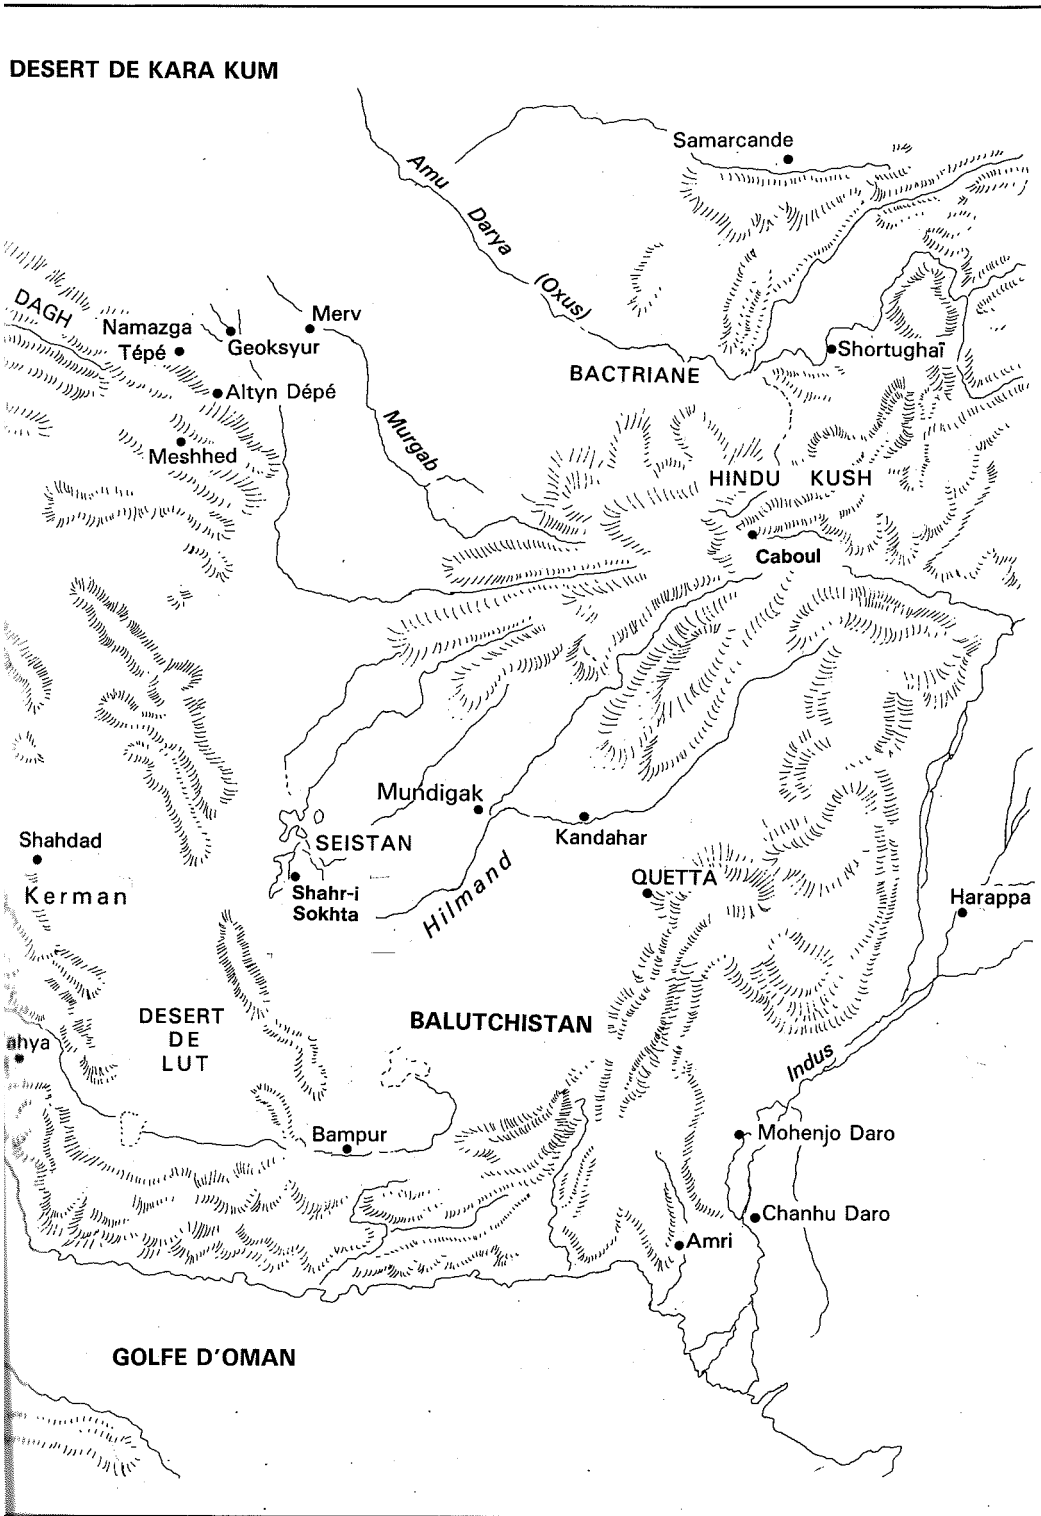 DESERT DE KARA KUM
Samarcande
Amu
Darya
(Oxus)
DAGH
Namazga
Tépé
Geoksyur
Merv
Shortughaï
BACTRIANE
Altyn Dépé
Murgab
Meshhed
HINDU KUSH
Caboul
Mundigak
Kandahar
SEISTAN
Shahdad
Kerman
Shahr-i
Sokhta
Hilmand
QUETTA
Harappa
DESERT
DE
LUT
BALUTCHISTAN
ahya
Indus
Bampur
Mohenjo Daro
Chanhu Daro
Amri
GOLFE D'OMAN